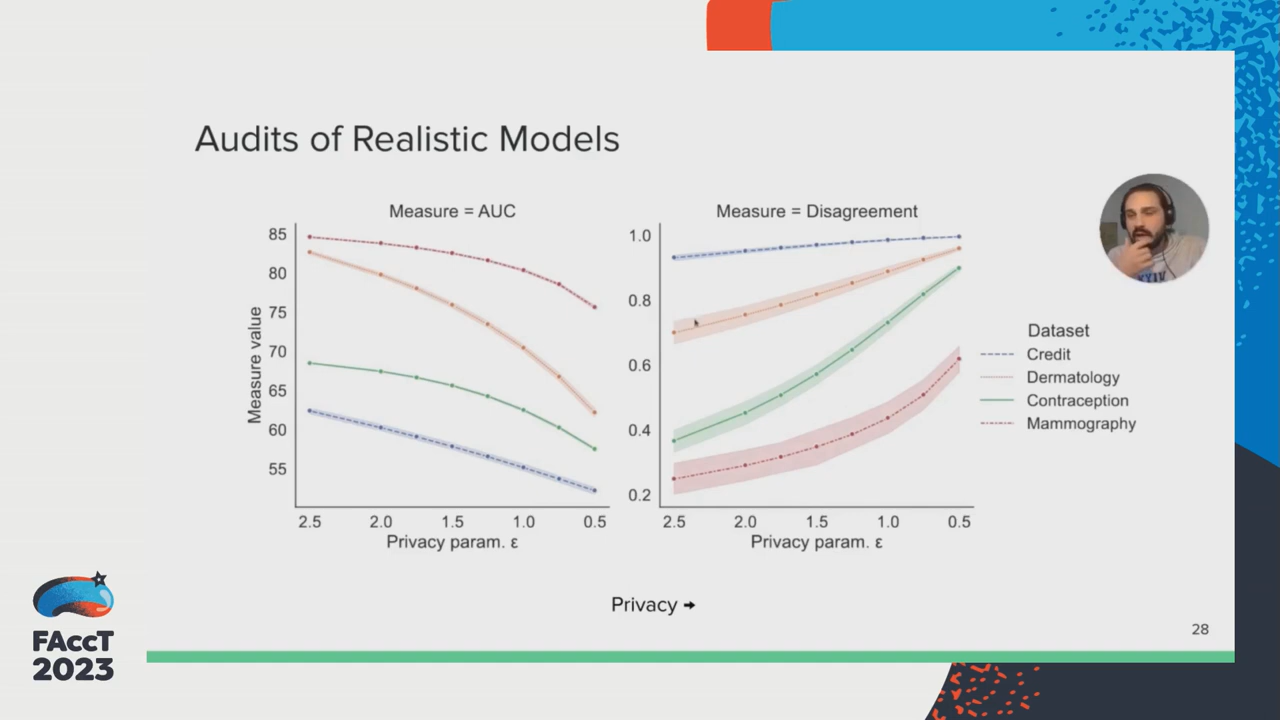 Audits of Realistic Models
Measure = AUC
Measure value
85
80
75
70
65
60
55
2.5 2.0 1.5 1.0 0.5
Privacy param. ε
Measure = Disagreement
1.0
0.8
0.6
0.4
0.2
2.5 2.0 1.5 1.0 0.5
Privacy param. ε
Dataset
Credit
Dermatology
Contraception
Mammography
Privacy →
28
FAccT
2023